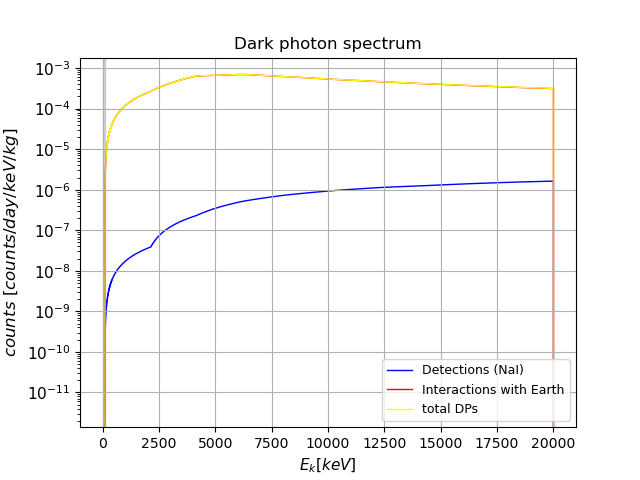 Dark photon spectrum
counts [counts/day/keV/kg]
10⁻³
10⁻⁴
10⁻⁵
10⁻⁶
10⁻⁷
10⁻⁸
10⁻⁹
10⁻¹⁰
10⁻¹¹
Detections (NaI)
Interactions with Earth
total DPs
0 2500 5000 7500 10000 12500 15000 17500 20000
E_k[keV]